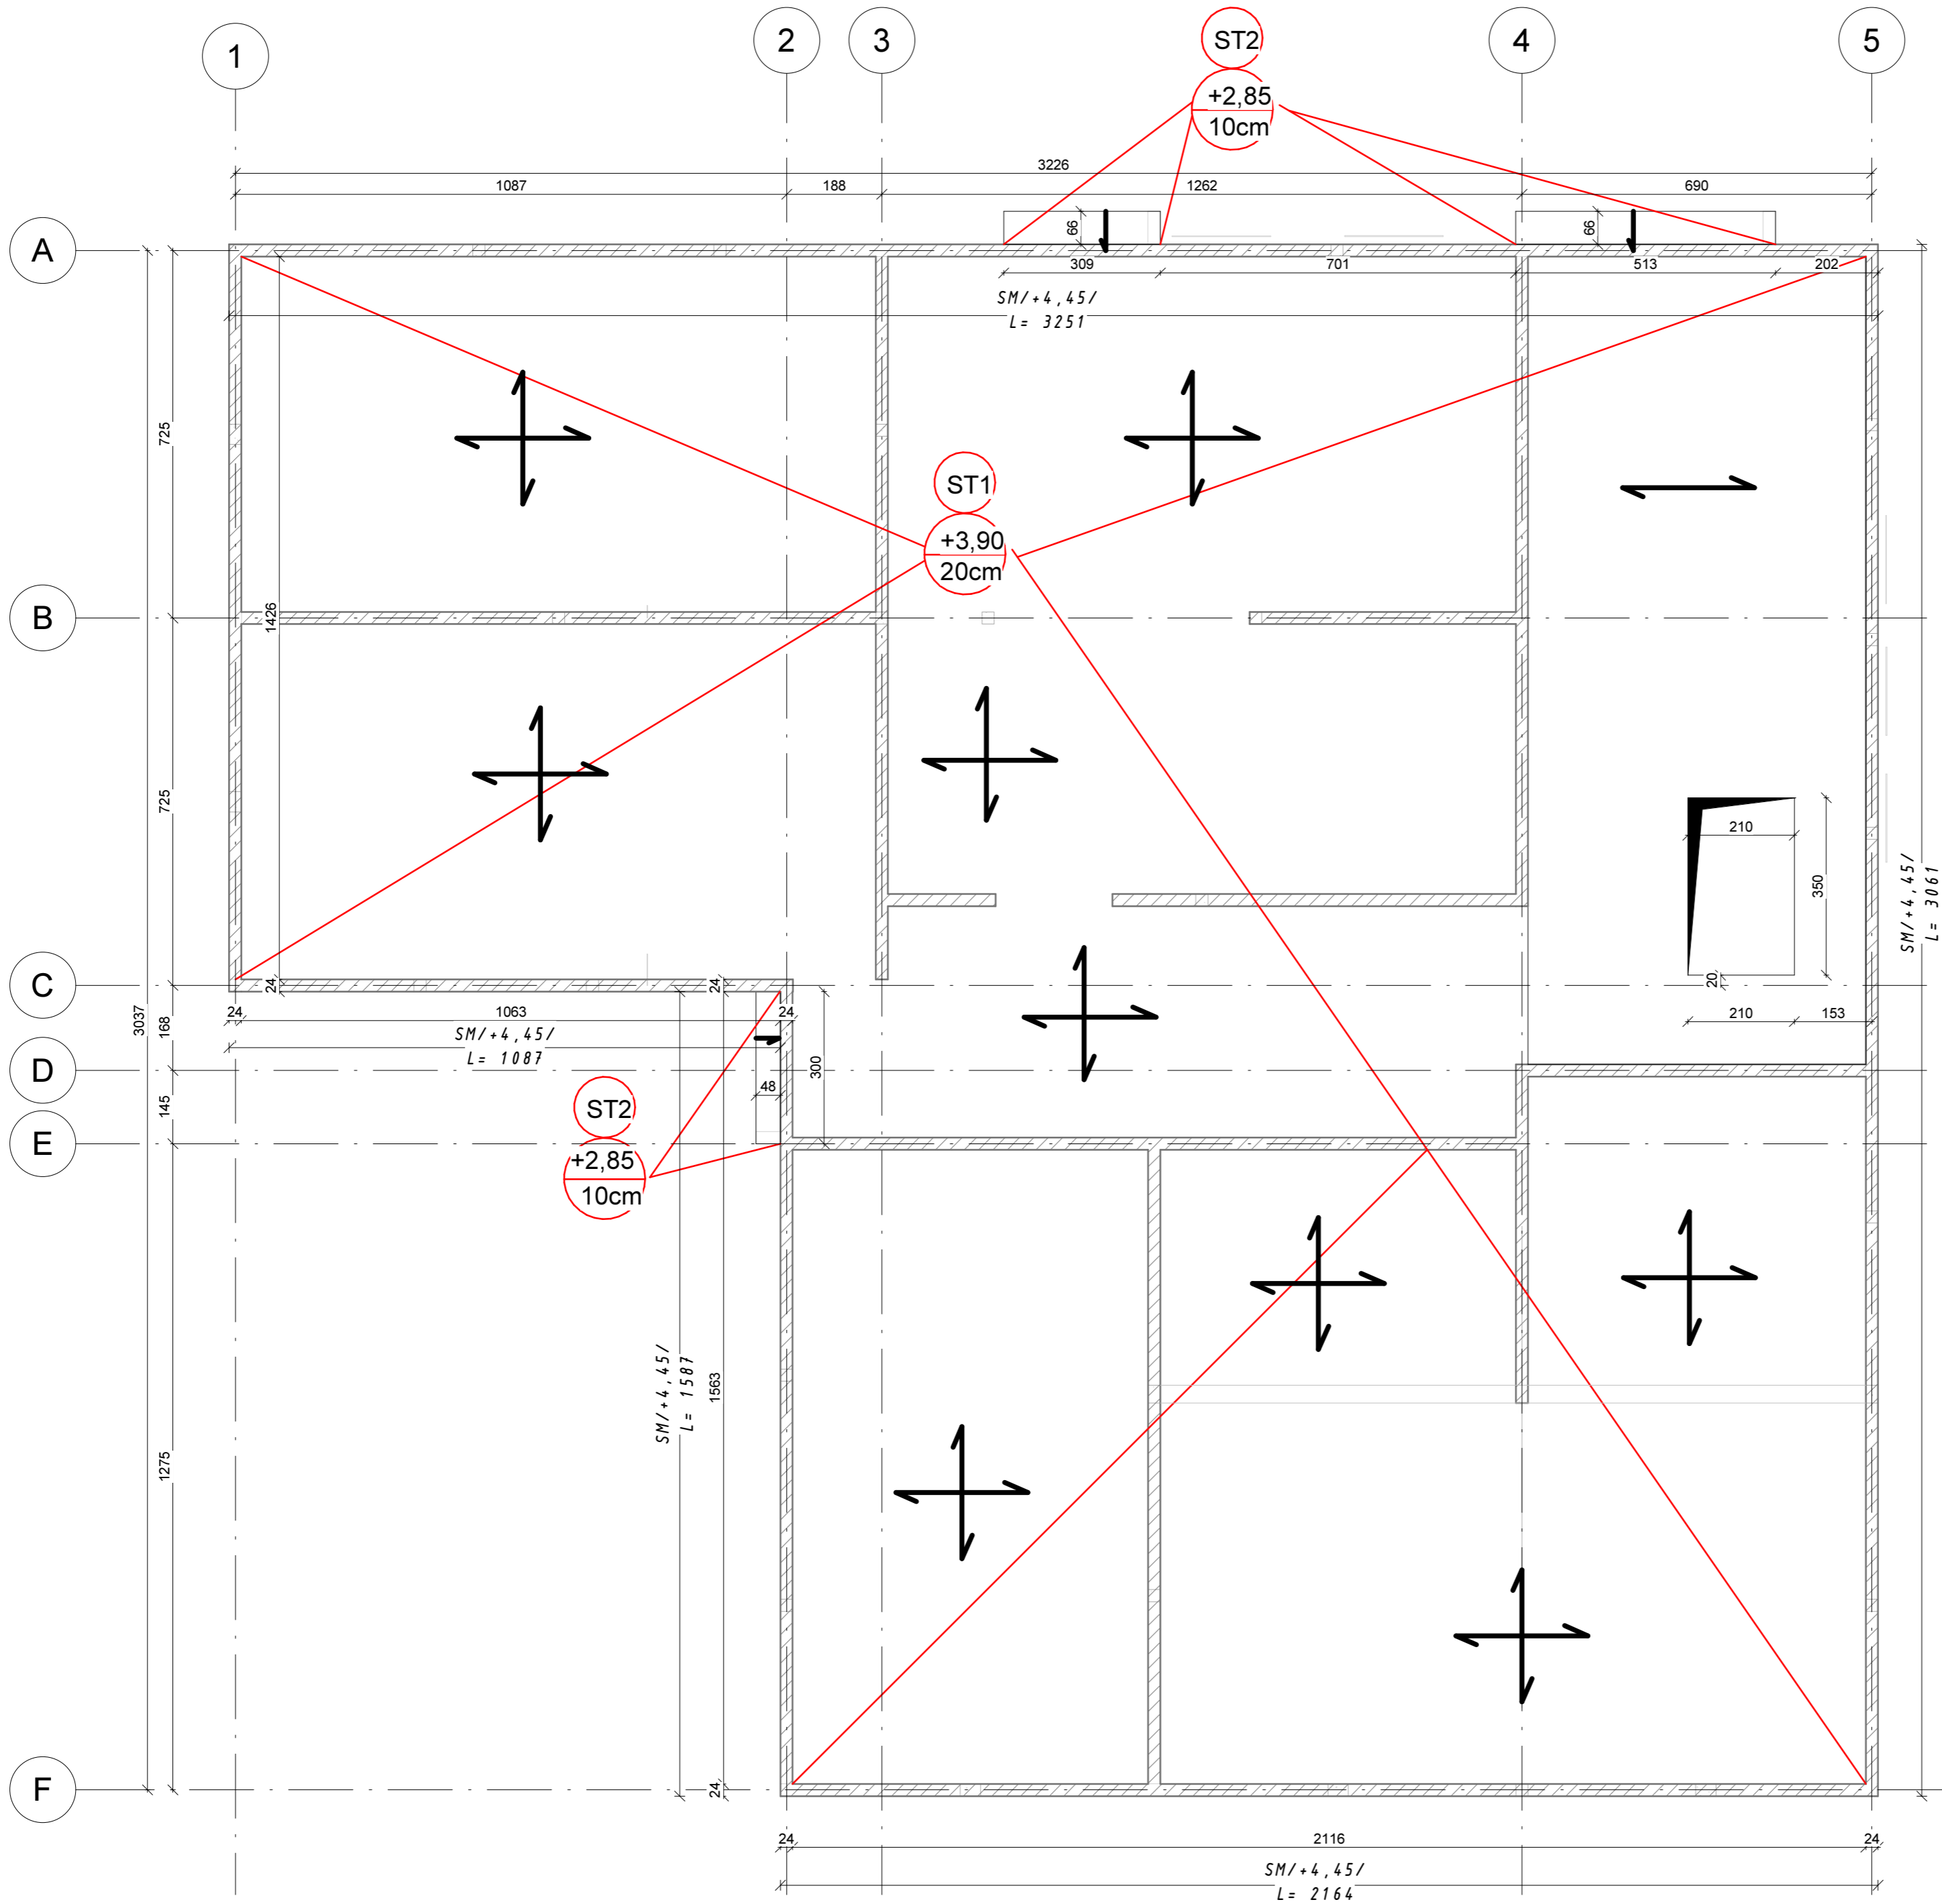 1
2
3
4
5
ST2
+2,85
10cm
3226
1087
188
1262
690
A
66
66
309
701
513
202
SM/+4,45/
L= 3251
725
ST1
+3,90
20cm
B
1426
725
210
350
SM/+4,45/
L= 3061
C
3037
24
24
20
168
24
1063
24
210
153
SM/+4,45/
L= 1087
300
D
48
145
ST2
E
+2,85
10cm
SM/+4,45/
L= 1587
1563
1275
F
24
24
2116
24
SM/+4,45/
L= 2164